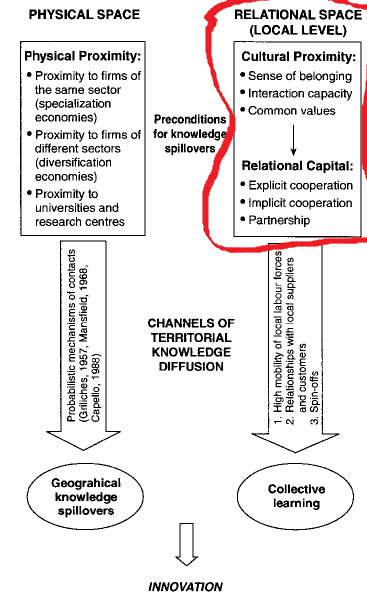 PHYSICAL SPACE
Physical Proximity:
• Proximity to firms of
the same sector
(specialization
economies)
• Proximity to firms of
different sectors
(diversification
economies)
• Proximity to
universities and
research centres
Preconditions
for knowledge
spillovers
RELATIONAL SPACE
(LOCAL LEVEL)
Cultural Proximity:
• Sense of belonging
• Interaction capacity
• Common values
Relational Capital:
• Explicit cooperation
• Implicit cooperation
• Partnership
Probabilistic mechanisms of contacts
(Griliches, 1957, Mansfield, 1968,
Capello, 1988)
CHANNELS OF
TERRITORIAL
KNOWLEDGE
DIFFUSION
1. High mobility of local labour forces
2. Relationships with local suppliers
and customers
3. Spin-offs
Geograhical
knowledge
spillovers
Collective
learning
INNOVATION